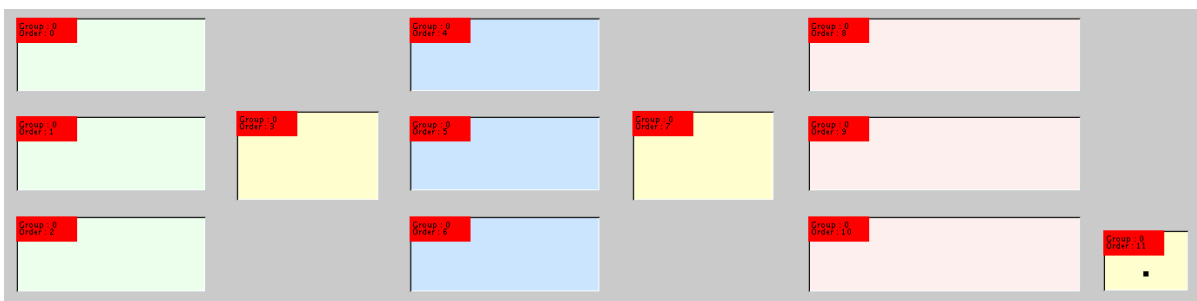 Group : 0
Order : 0
Group : 0
Order : 1
Group : 0
Order : 2
Group : 0
Order : 3
Group : 0
Order : 4
Group : 0
Order : 5
Group : 0
Order : 6
Group : 0
Order : 7
Group : 0
Order : 8
Group : 0
Order : 9
Group : 0
Order : 10
Group : 0
Order : 11
.